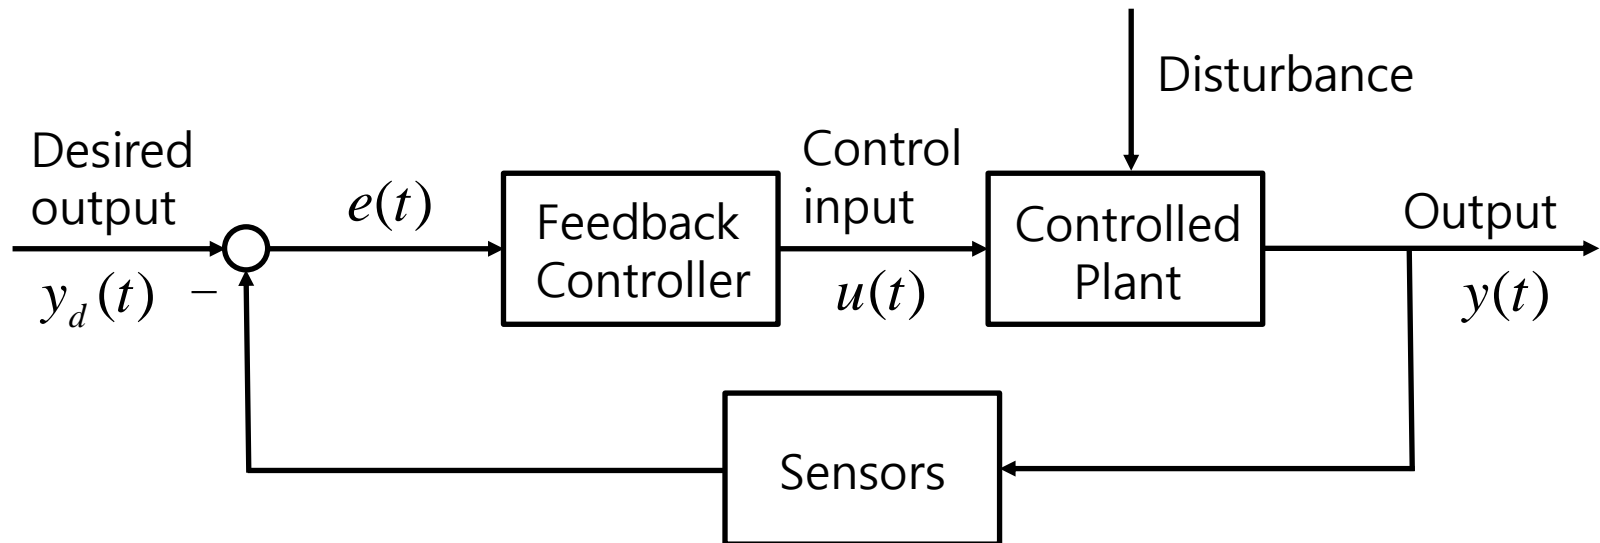 Disturbance
Desired
output
y_d(t)
−
e(t)
Feedback
Controller
Control
input
u(t)
Controlled
Plant
Output
y(t)
Sensors